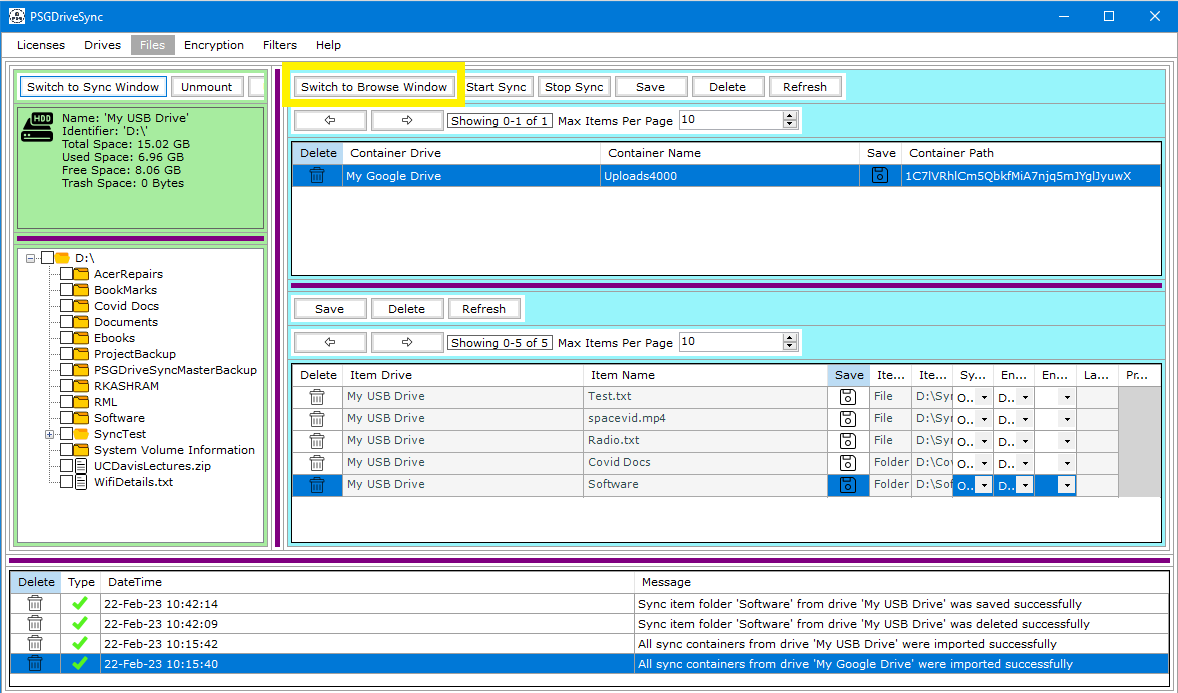 PSGDriveSync
Licenses Drives Files Encryption Filters Help
Switch to Sync Window Unmount
HDD
Name: 'My USB Drive'
Identifier: 'D:\'
Total Space: 15.02 GB
Used Space: 6.96 GB
Free Space: 8.06 GB
Trash Space: 0 Bytes
D:\
AcerRepairs
BookMarks
Covid Docs
Documents
Ebooks
ProjectBackup
PSGDriveSyncMasterBackup
RKASHRAM
RML
Software
SyncTest
System Volume Information
UCDavisLectures.zip
WifiDetails.txt
Switch to Browse Window Start Sync Stop Sync Save Delete Refresh
Showing 0-1 of 1 Max Items Per Page 10
Delete Container Drive Container Name Save Container Path
My Google Drive Uploads4000 1C7lVRhlCm5QbkfMiA7njq5mJYglJyuwX
Save Delete Refresh
Showing 0-5 of 5 Max Items Per Page 10
Delete Item Drive Item Name Save Ite... Ite... Sy... En... En... La... Pr...
My USB Drive Test.txt File D:\Syn O.. D..
My USB Drive spacevid.mp4 File D:\Syn O.. D..
My USB Drive Radio.txt File D:\Syn O.. D..
My USB Drive Covid Docs Folder D:\Cov O.. D..
My USB Drive Software Folder D:\Sof O.. D..
Delete Type DateTime Message
22-Feb-23 10:42:14 Sync item folder 'Software' from drive 'My USB Drive' was saved successfully
22-Feb-23 10:42:09 Sync item folder 'Software' from drive 'My USB Drive' was deleted successfully
22-Feb-23 10:15:42 All sync containers from drive 'My USB Drive' were imported successfully
22-Feb-23 10:15:40 All sync containers from drive 'My Google Drive' were imported successfully